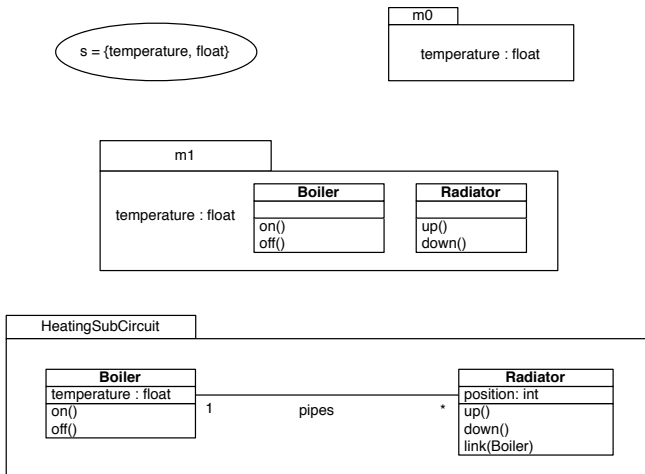 s = {temperature, float}
m0
temperature : float
m1
temperature : float
Boiler
on()
off()
Radiator
up()
down()
HeatingSubCircuit
Boiler
temperature : float
on()
off()
1
pipes
*
Radiator
position: int
up()
down()
link(Boiler)